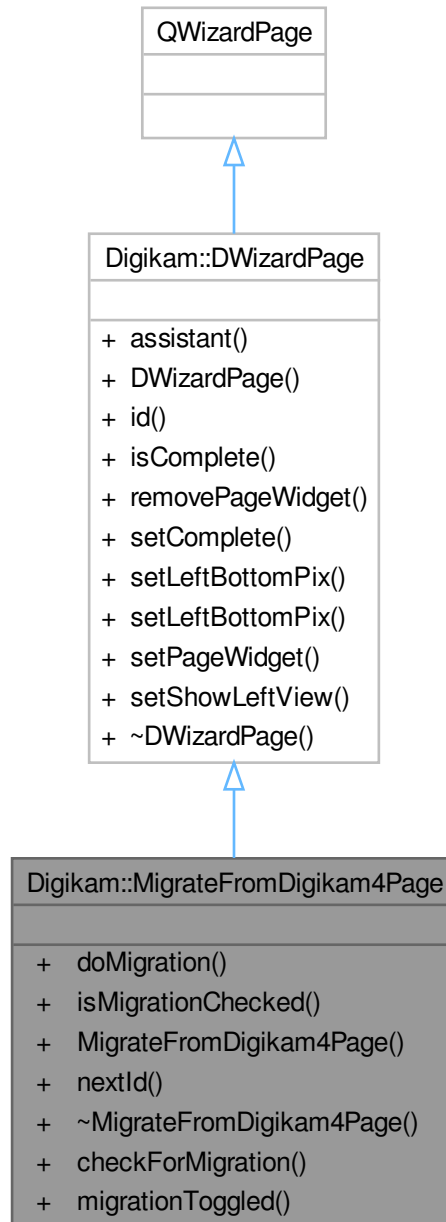 QWizardPage
Digikam::DWizardPage
+ assistant()
+ DWizardPage()
+ id()
+ isComplete()
+ removePageWidget()
+ setComplete()
+ setLeftBottomPix()
+ setLeftBottomPix()
+ setPageWidget()
+ setShowLeftView()
+ ~DWizardPage()
Digikam::MigrateFromDigikam4Page
+ doMigration()
+ isMigrationChecked()
+ MigrateFromDigikam4Page()
+ nextId()
+ ~MigrateFromDigikam4Page()
+ checkForMigration()
+ migrationToggled()